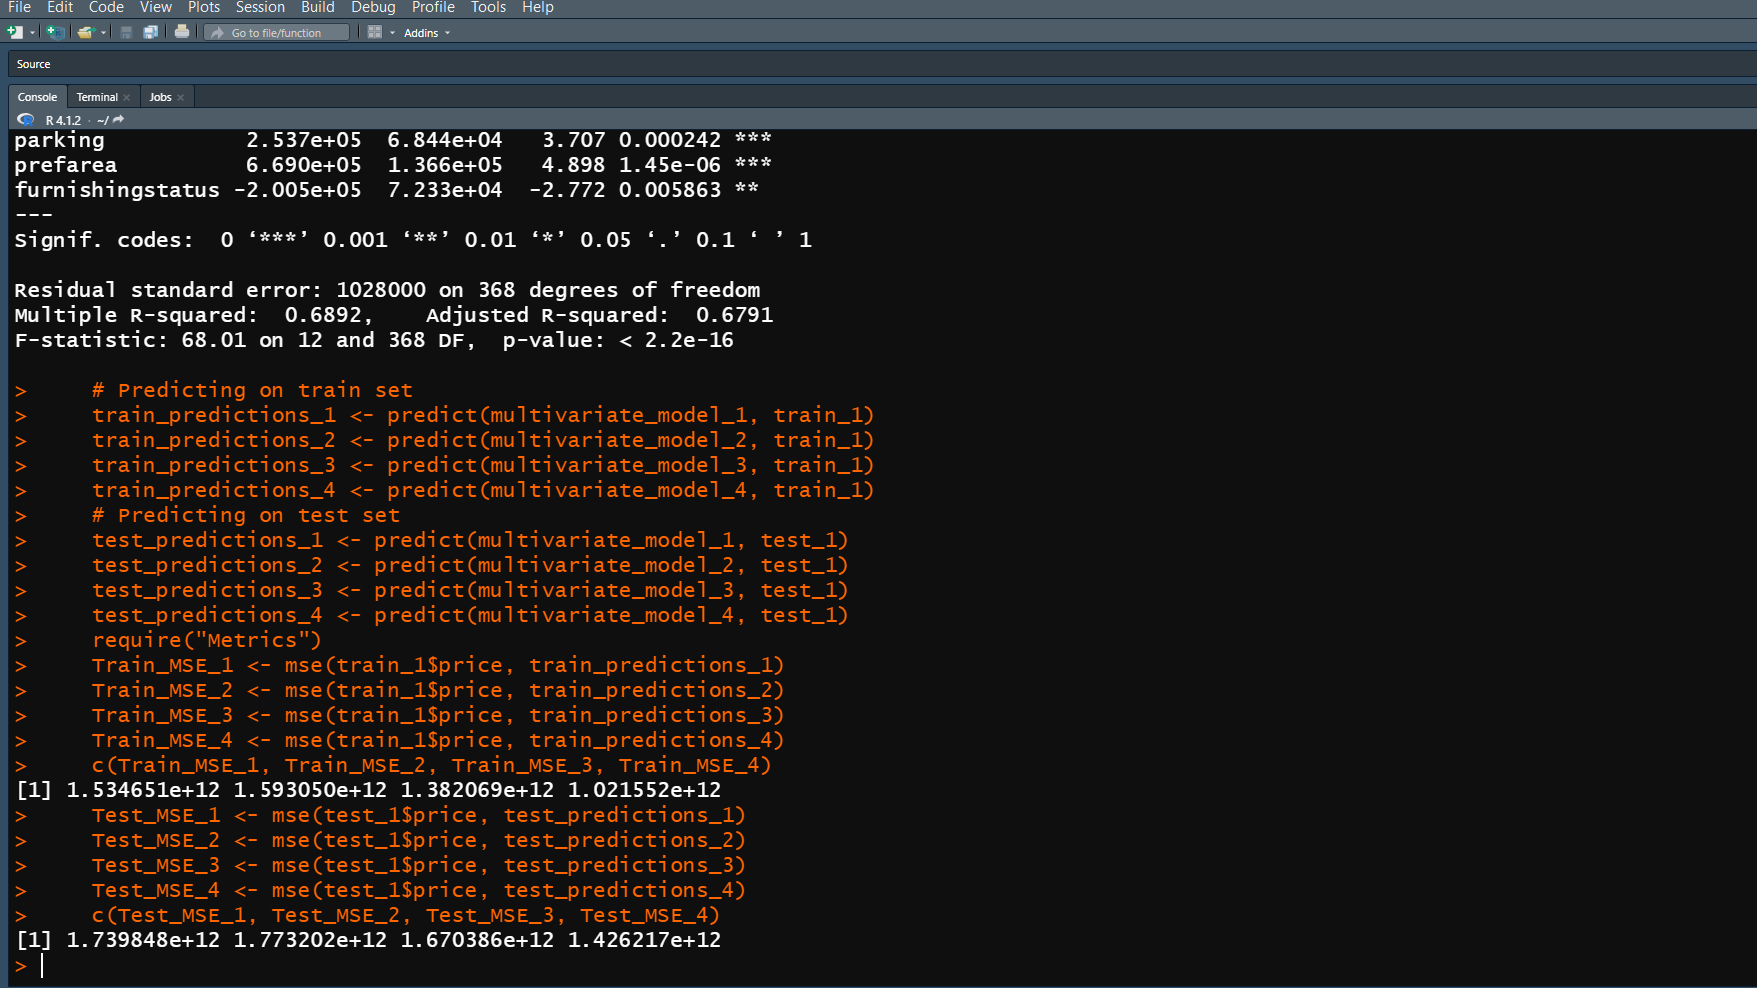 File Edit Code View Plots Session Build Debug Profile Tools Help
Go to file/function Addins
Source
Console Terminal Jobs
R 4.1.2 · ~/
parking 2.537e+05 6.844e+04 3.707 0.000242 ***
prefarea 6.690e+05 1.366e+05 4.898 1.45e-06 ***
furnishingstatus -2.005e+05 7.233e+04 -2.772 0.005863 **
---
Signif. codes: 0 ‘***’ 0.001 ‘**’ 0.01 ‘*’ 0.05 ‘.’ 0.1 ‘ ’ 1
Residual standard error: 1028000 on 368 degrees of freedom
Multiple R-squared: 0.6892, Adjusted R-squared: 0.6791
F-statistic: 68.01 on 12 and 368 DF, p-value: < 2.2e-16
> # Predicting on train set
> train_predictions_1 <- predict(multivariate_model_1, train_1)
> train_predictions_2 <- predict(multivariate_model_2, train_1)
> train_predictions_3 <- predict(multivariate_model_3, train_1)
> train_predictions_4 <- predict(multivariate_model_4, train_1)
> # Predicting on test set
> test_predictions_1 <- predict(multivariate_model_1, test_1)
> test_predictions_2 <- predict(multivariate_model_2, test_1)
> test_predictions_3 <- predict(multivariate_model_3, test_1)
> test_predictions_4 <- predict(multivariate_model_4, test_1)
> require("Metrics")
> Train_MSE_1 <- mse(train_1$price, train_predictions_1)
> Train_MSE_2 <- mse(train_1$price, train_predictions_2)
> Train_MSE_3 <- mse(train_1$price, train_predictions_3)
> Train_MSE_4 <- mse(train_1$price, train_predictions_4)
> c(Train_MSE_1, Train_MSE_2, Train_MSE_3, Train_MSE_4)
[1] 1.534651e+12 1.593050e+12 1.382069e+12 1.021552e+12
> Test_MSE_1 <- mse(test_1$price, test_predictions_1)
> Test_MSE_2 <- mse(test_1$price, test_predictions_2)
> Test_MSE_3 <- mse(test_1$price, test_predictions_3)
> Test_MSE_4 <- mse(test_1$price, test_predictions_4)
> c(Test_MSE_1, Test_MSE_2, Test_MSE_3, Test_MSE_4)
[1] 1.739848e+12 1.773202e+12 1.670386e+12 1.426217e+12
>